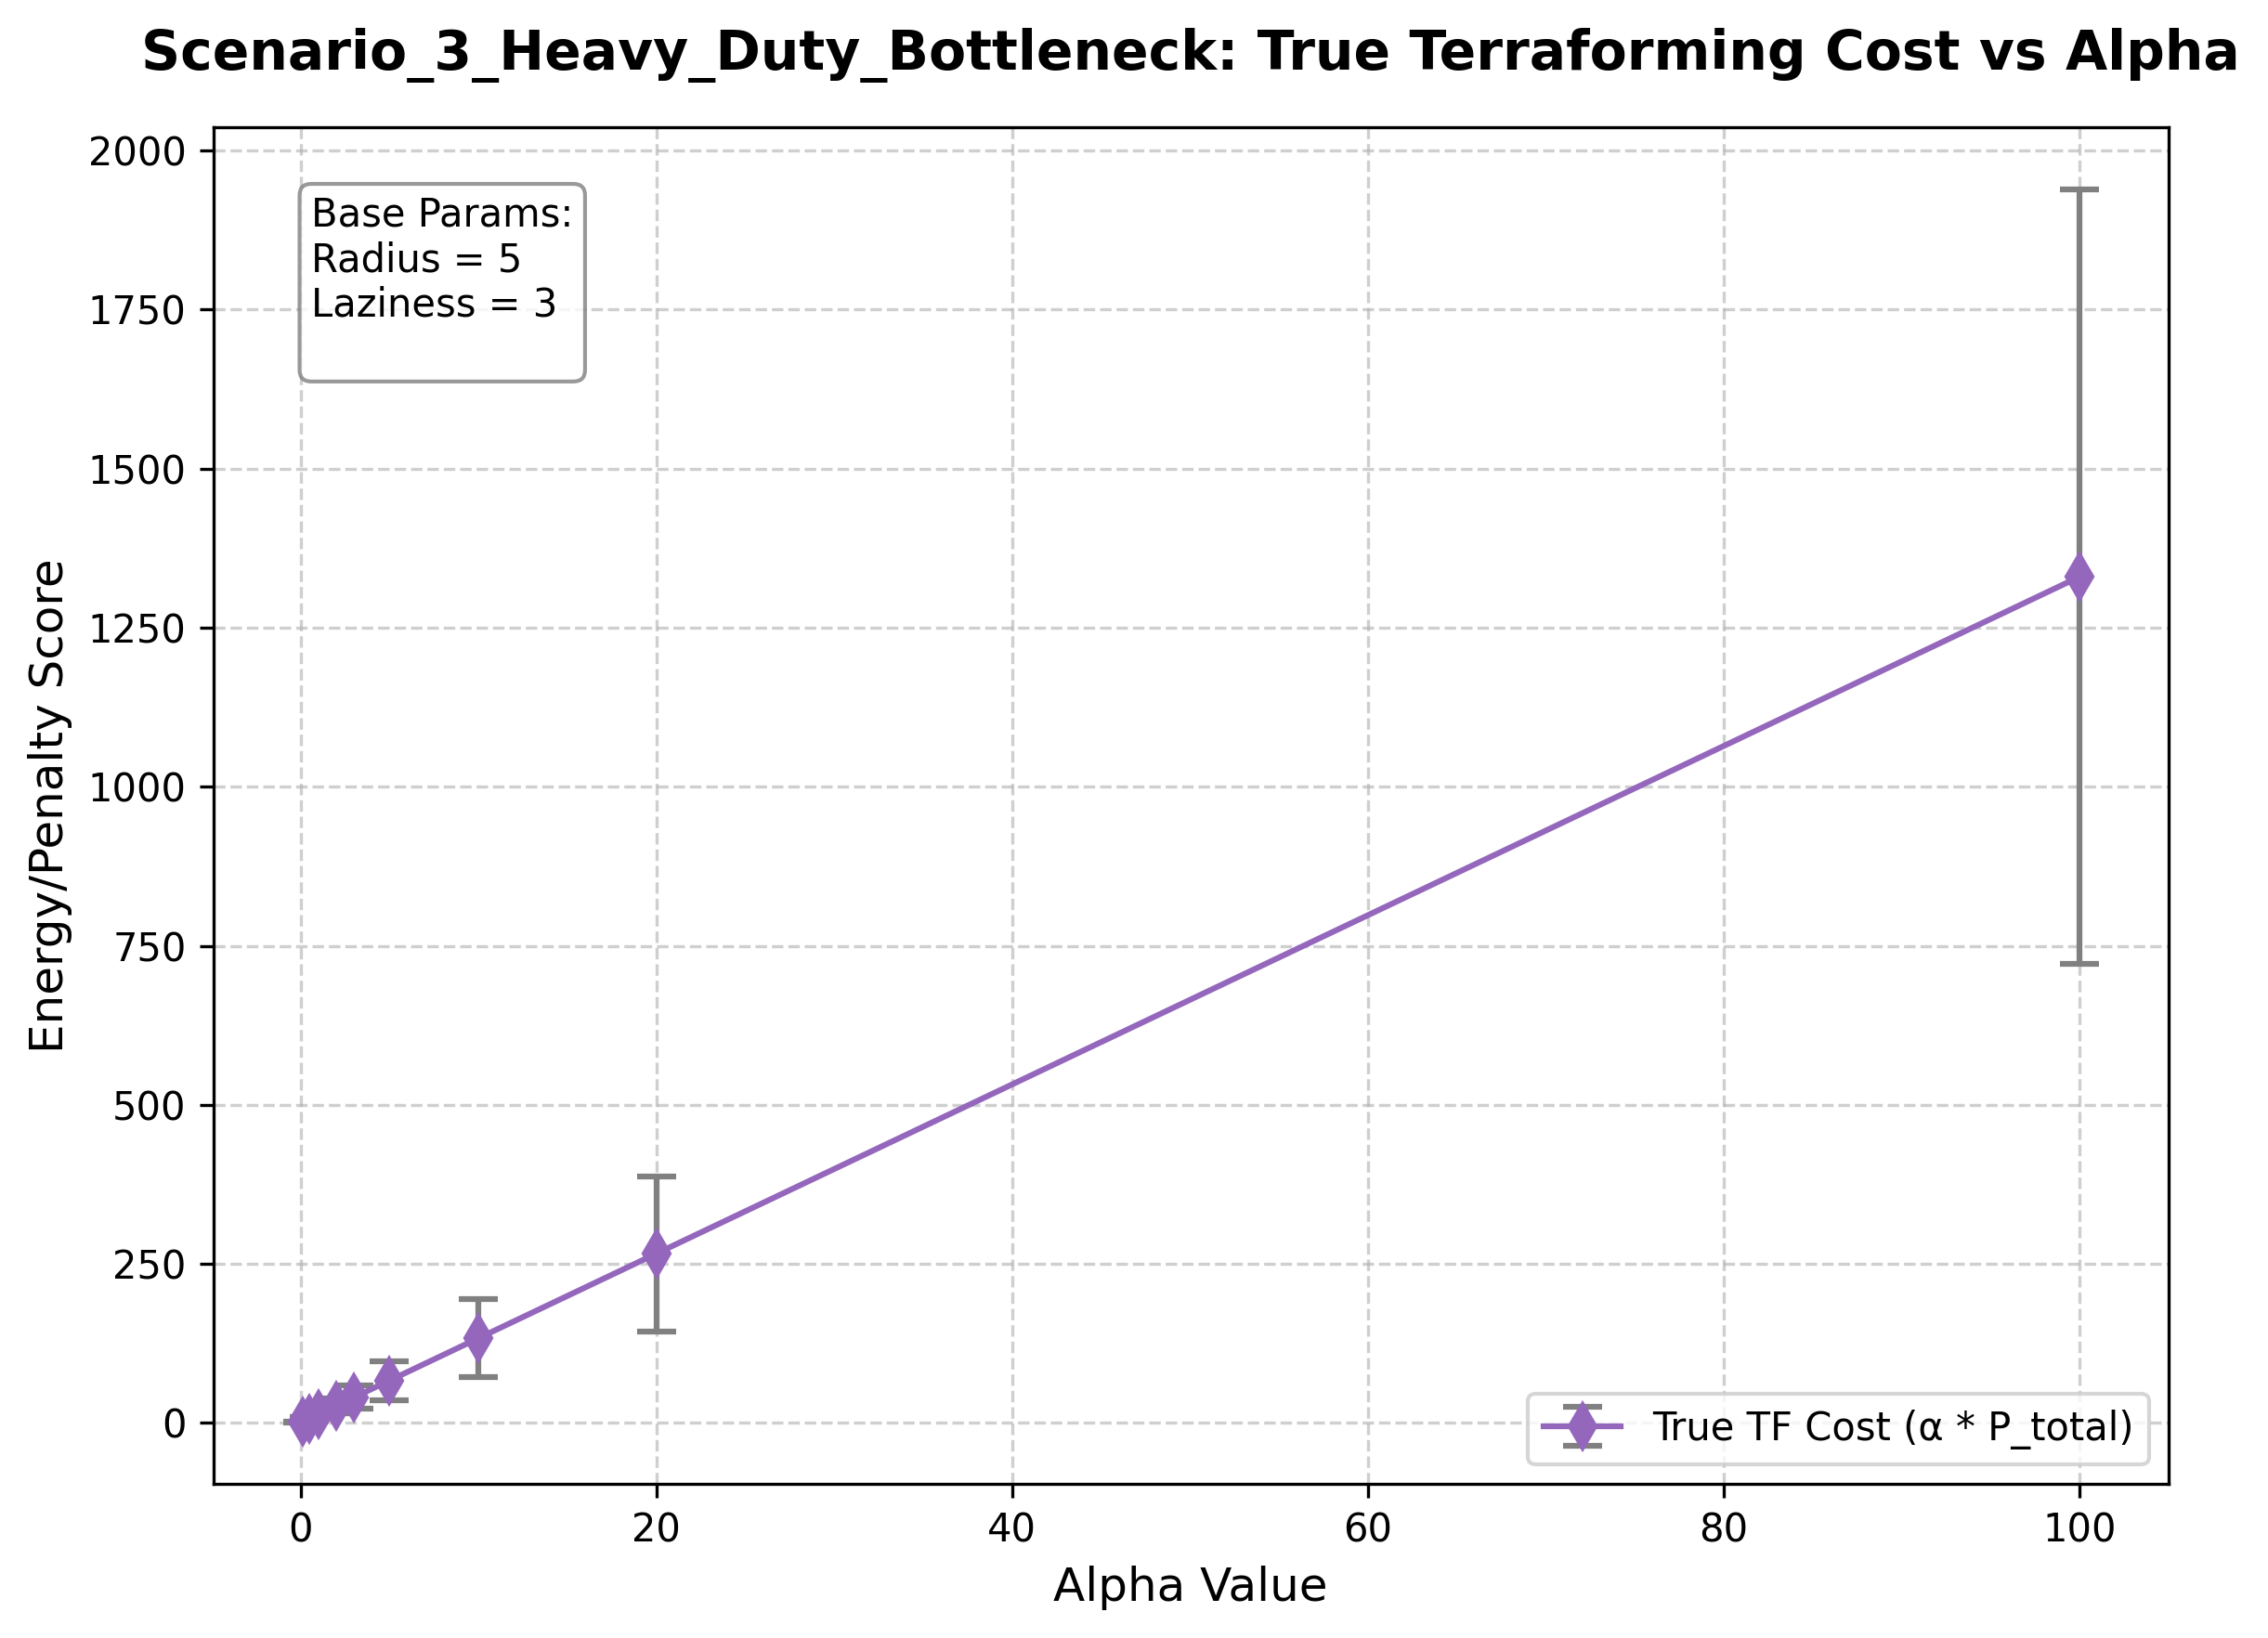 Scenario_3_Heavy_Duty_Bottleneck: True Terraforming Cost vs Alpha
2000
1750
1500
1250
1000
750
500
250
0
Energy/Penalty Score
Base Params:
Radius = 5
Laziness = 3
True TF Cost (α * P_total)
0
20
40
60
80
100
Alpha Value